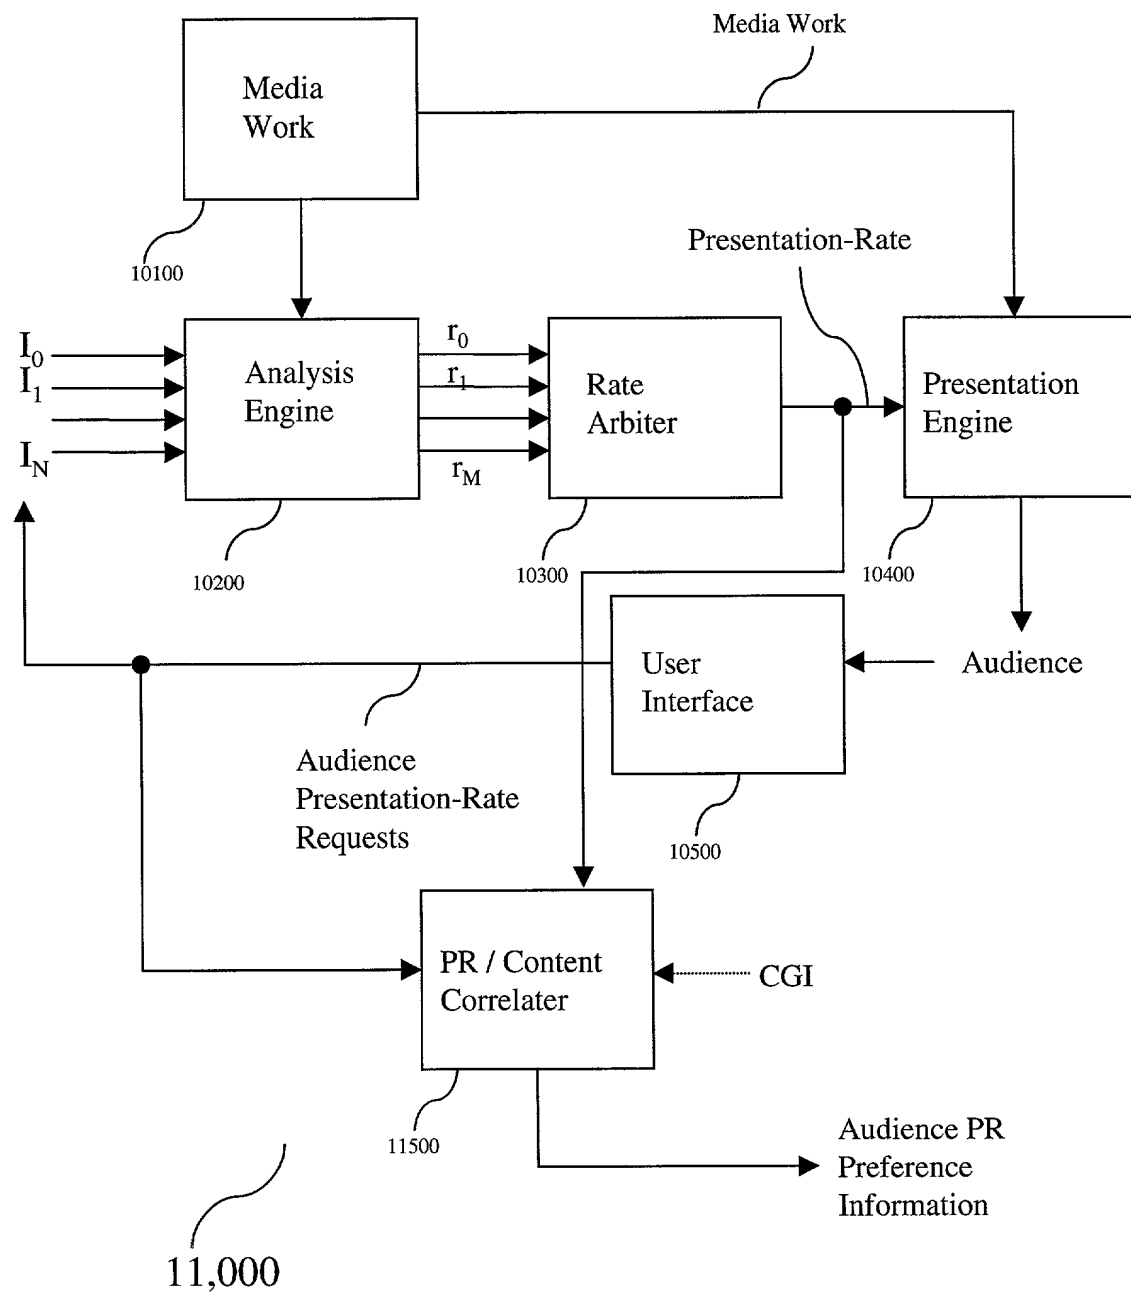 Media Work
Media
Work
10100
Presentation-Rate
I0
I1
IN
Analysis
Engine
r0
r1
rM
Rate
Arbiter
Presentation
Engine
10200
10300
10400
User
Interface
Audience
Audience
Presentation-Rate
Requests
10500
PR / Content
Correlater
CGI
11500
Audience PR
Preference
Information
11,000